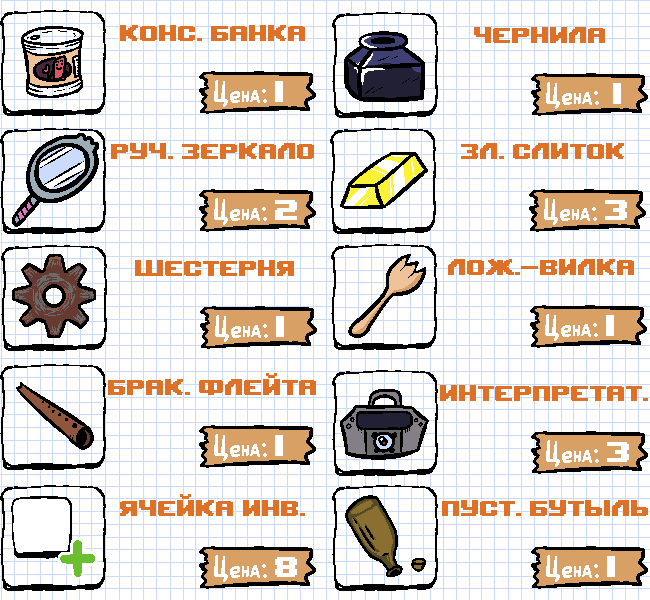 КОНС. БАНКА
Цена: 1
ЧЕРНИЛА
Цена: 1
РУЧ. ЗЕРКАЛО
Цена: 2
ЗЛ. СЛИТОК
Цена: 3
ШЕСТЕРНЯ
Цена: 1
ЛОЖ.-ВИЛКА
Цена: 1
БРАК. ФЛЕЙТА
Цена: 1
ИНТЕРПРЕТАТ.
Цена: 3
ЯЧЕЙКА ИНВ.
Цена: 8
ПУСТ. БУТЫЛЬ
Цена: 1